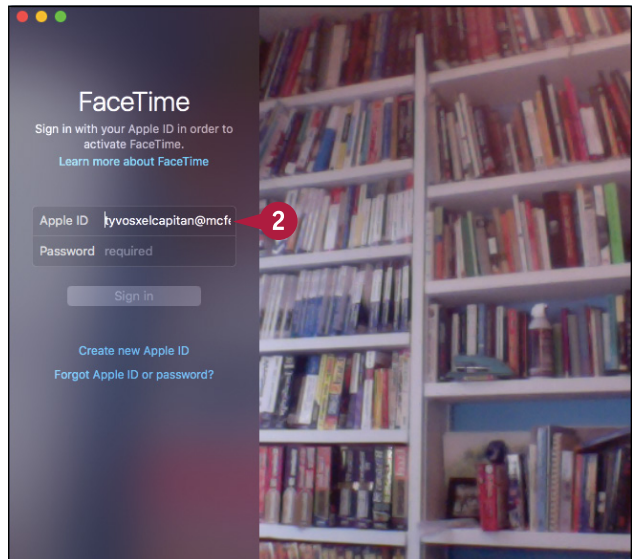 FaceTime
Sign in with your Apple ID in order to
activate FaceTime.
Learn more about FaceTime
Apple ID tyvosxelcapitan@mcfe
2
Password required
Sign in
Create new Apple ID
Forgot Apple ID or password?